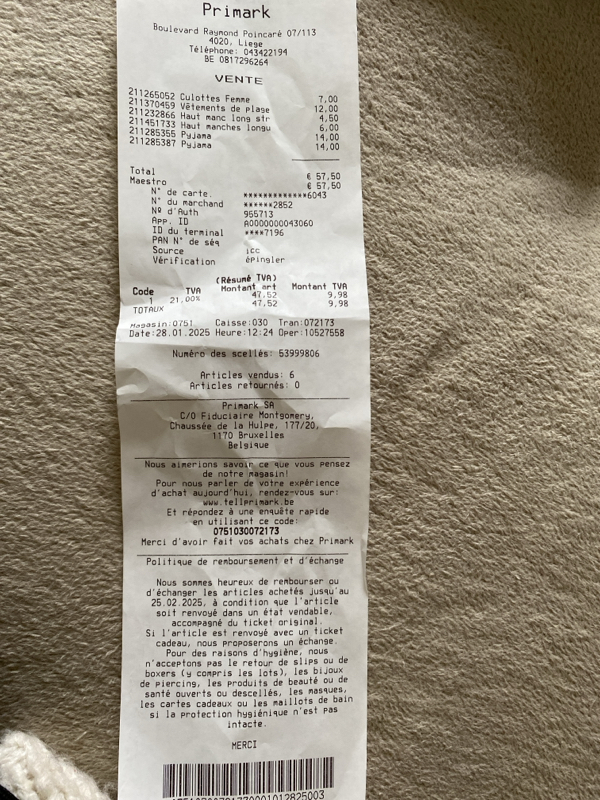 Primark
Boulevard Raymond Poincaré 07/113
4020, Liege
Téléphone: 043422194
BE 0817296264
VENTE
211265052 Culottes Femme 7,00
211370459 Vêtements de plage 12,00
211232866 Haut manc long str 4,50
211451733 Haut manches longu 6,00
211285355 Pyjama 14,00
211285387 Pyjama 14,00
Total € 57,50
Maestro € 57,50
N° de carte. ************6043
N° du marchand ******2852
Nº d'Auth 955713
App. ID A0000000043060
ID du terminal ****7196
PAN N° de séq
Source icc
Vérification épingler
(Résumé TVA)
Code TVA Montant art Montant TVA
1 21,00% 47,52 9,98
TOTAUX 47,52 9,98
Magasin:0751 Caisse:030 Tran:072173
Date:28.01.2025 Heure:12:24 Oper:10527558
Numéro des scellés: 53999806
Articles vendus: 6
Articles retournés: 0
Primark SA
C/O Fiduciaire Montgomery,
Chaussée de la Hulpe, 177/20,
1170 Bruxelles
Belgique
Nous aimerions savoir ce que vous pensez
de notre magasin!
Pour nous parler de votre expérience
d'achat aujourd'hui, rendez-vous sur:
www.tellprimark.be
Et répondez à une enquête rapide
en utilisant ce code:
0751030072173
Merci d'avoir fait vos achats chez Primark
Politique de remboursement et d'échange
Nous sommes heureux de rembourser ou
d'échanger les articles achetés jusqu'au
25.02.2025, à condition que l'article
soit renvoyé dans un état vendable,
accompagné du ticket original.
Si l'article est renvoyé avec un ticket
cadeau, nous proposerons un échange.
Pour des raisons d'hygiène, nous
n'acceptons pas le retour de slips ou de
boxers (y compris les lots), les bijoux
de piercing, les produits de beauté ou de
santé ouverts ou descellés, les masques,
les cartes cadeaux ou les maillots de bain
si la protection hygiénique n'est pas
intacte.
MERCI